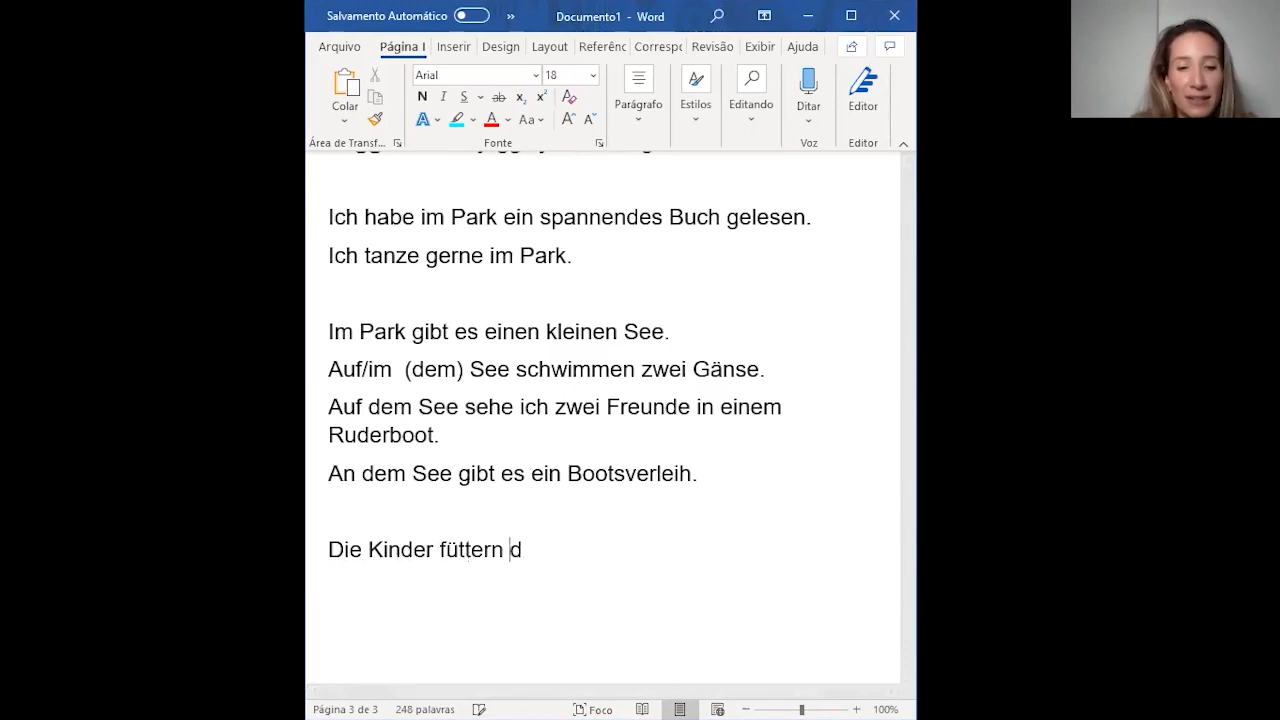 Salvamento Automático
Documento1 - Word
Arquivo
Página I
Inserir
Design
Layout
Referênc
Corresp
Revisão
Exibir
Ajuda
Colar
Arial
18
Parágrafo
Estilos
Editando
Ditar
Editor
Área de Transf...
Fonte
Voz
Editor
Ich habe im Park ein spannendes Buch gelesen.
Ich tanze gerne im Park.
Im Park gibt es einen kleinen See.
Auf/im (dem) See schwimmen zwei Gänse.
Auf dem See sehe ich zwei Freunde in einem
Ruderboot.
An dem See gibt es ein Bootsverleih.
Die Kinder füttern d
Página 3 de 3
248 palavras
Foco
100%